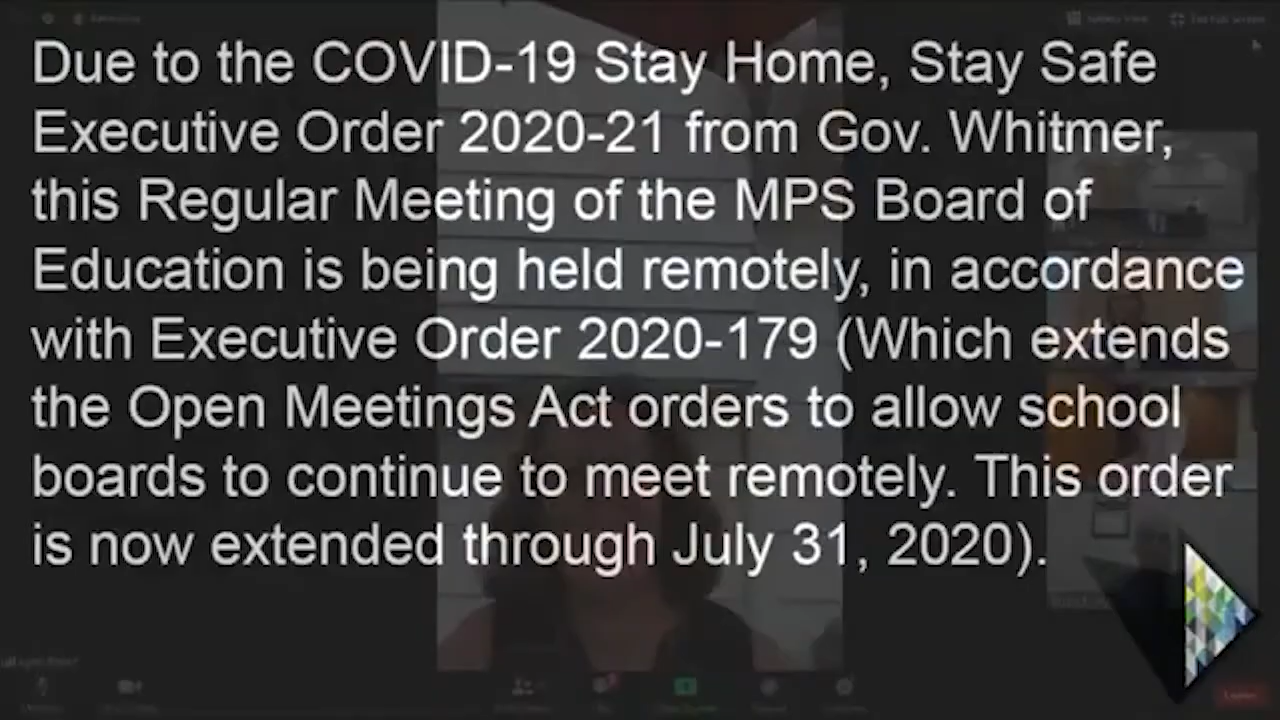 Due to the COVID-19 Stay Home, Stay Safe
Executive Order 2020-21 from Gov. Whitmer,
this Regular Meeting of the MPS Board of
Education is being held remotely, in accordance
with Executive Order 2020-179 (Which extends
the Open Meetings Act orders to allow school
boards to continue to meet remotely. This order
is now extended through July 31, 2020).